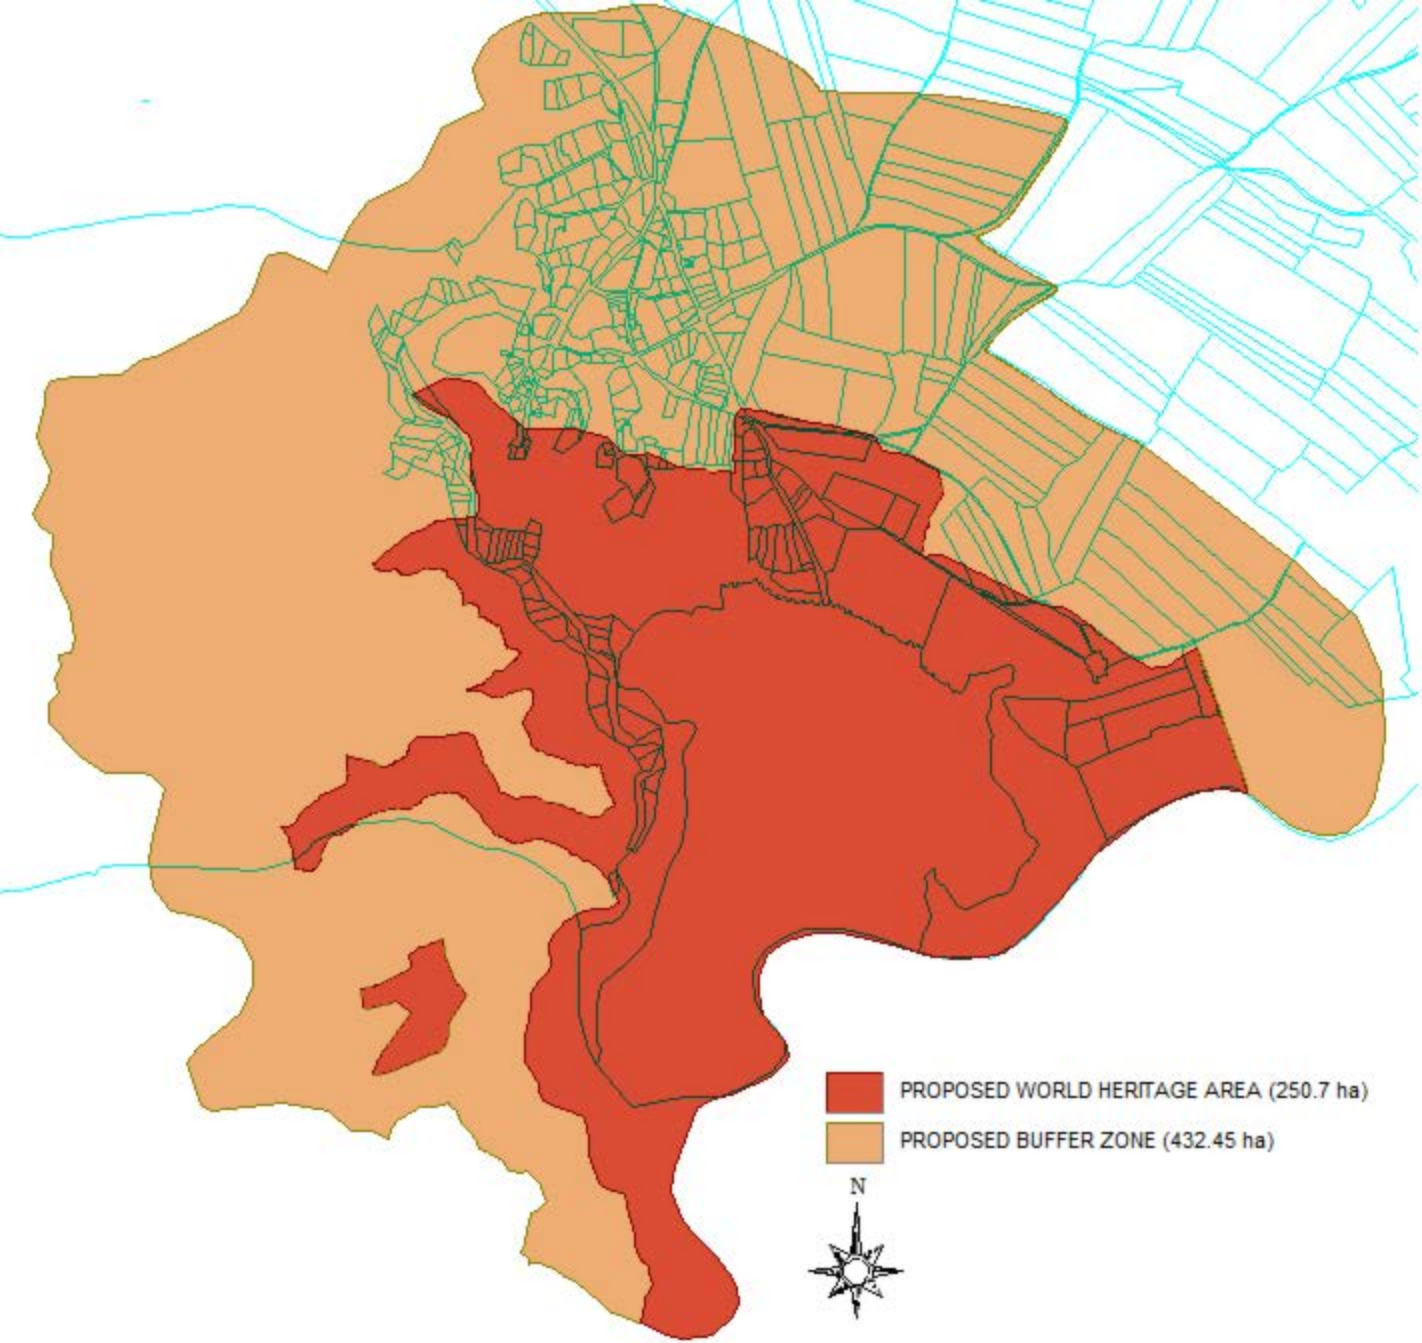 PROPOSED WORLD HERITAGE AREA (250.7 ha)
PROPOSED BUFFER ZONE (432.45 ha)
N